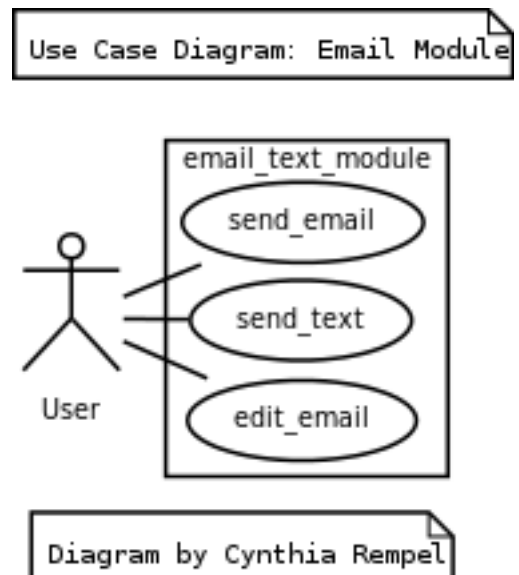 Use Case Diagram: Email Module
email_text_module
send_email
send_text
edit_email
User
Diagram by Cynthia Rempel